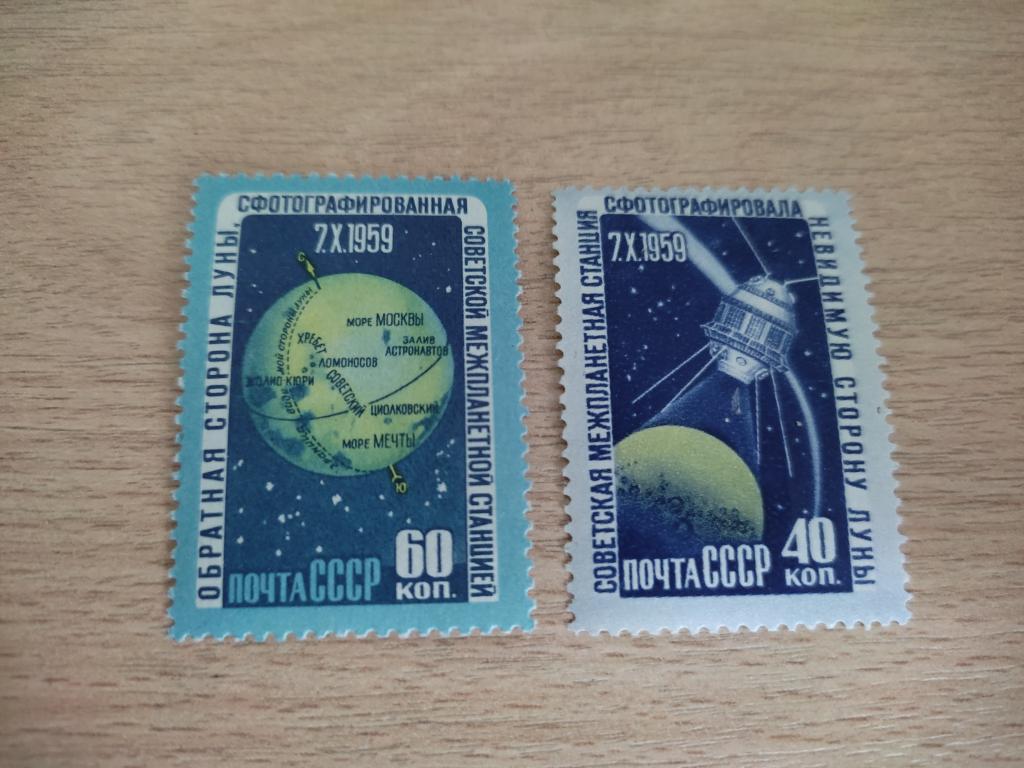 ОБРАТНАЯ СТОРОНА ЛУНЫ,
СФОТОГРАФИРОВАННАЯ
СОВЕТСКОЙ МЕЖПЛАНЕТНОЙ СТАНЦИЕЙ
7.X.1959
С
МОРЕ МОСКВЫ
ЗАЛИВ
АСТРОНАВТОВ
ХРЕБЕТ
СОВЕТСКИЙ
ЛОМОНОСОВ
ЖОЛИО-КЮРИ
ЦИОЛКОВСКИЙ
МОРЕ МЕЧТЫ
СТОРОНЫ ЛУНЫ
Ю
ПОЧТА СССР
60
КОП.
СОВЕТСКАЯ МЕЖПЛАНЕТНАЯ СТАНЦИЯ
СФОТОГРАФИРОВАЛА
НЕВИДИМУЮ СТОРОНУ ЛУНЫ
7.X.1959
ПОЧТА СССР
40
КОП.